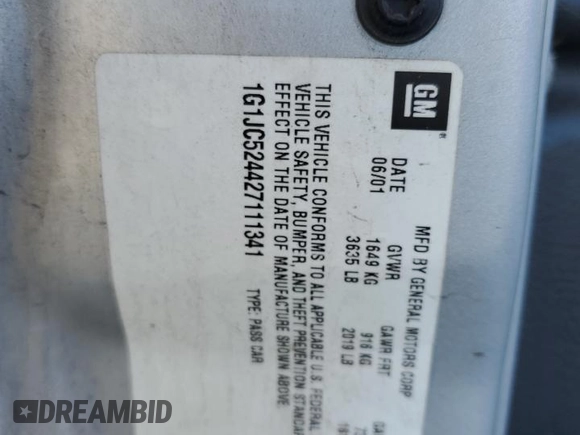 GM
MFD BY GENERAL MOTORS CORP
DATE GVWR GAWR FRT
06/01 1649 KG 916 KG
3635 LB 2019 LB
THIS VEHICLE CONFORMS TO ALL APPLICABLE U.S. FEDERAL
VEHICLE SAFETY, BUMPER, AND THEFT PREVENTION
EFFECT ON THE DATE OF MANUFACTURE SHOWN ABOVE.
1G1JC524427111341 TYPE: PASS CAR
DREAMBID